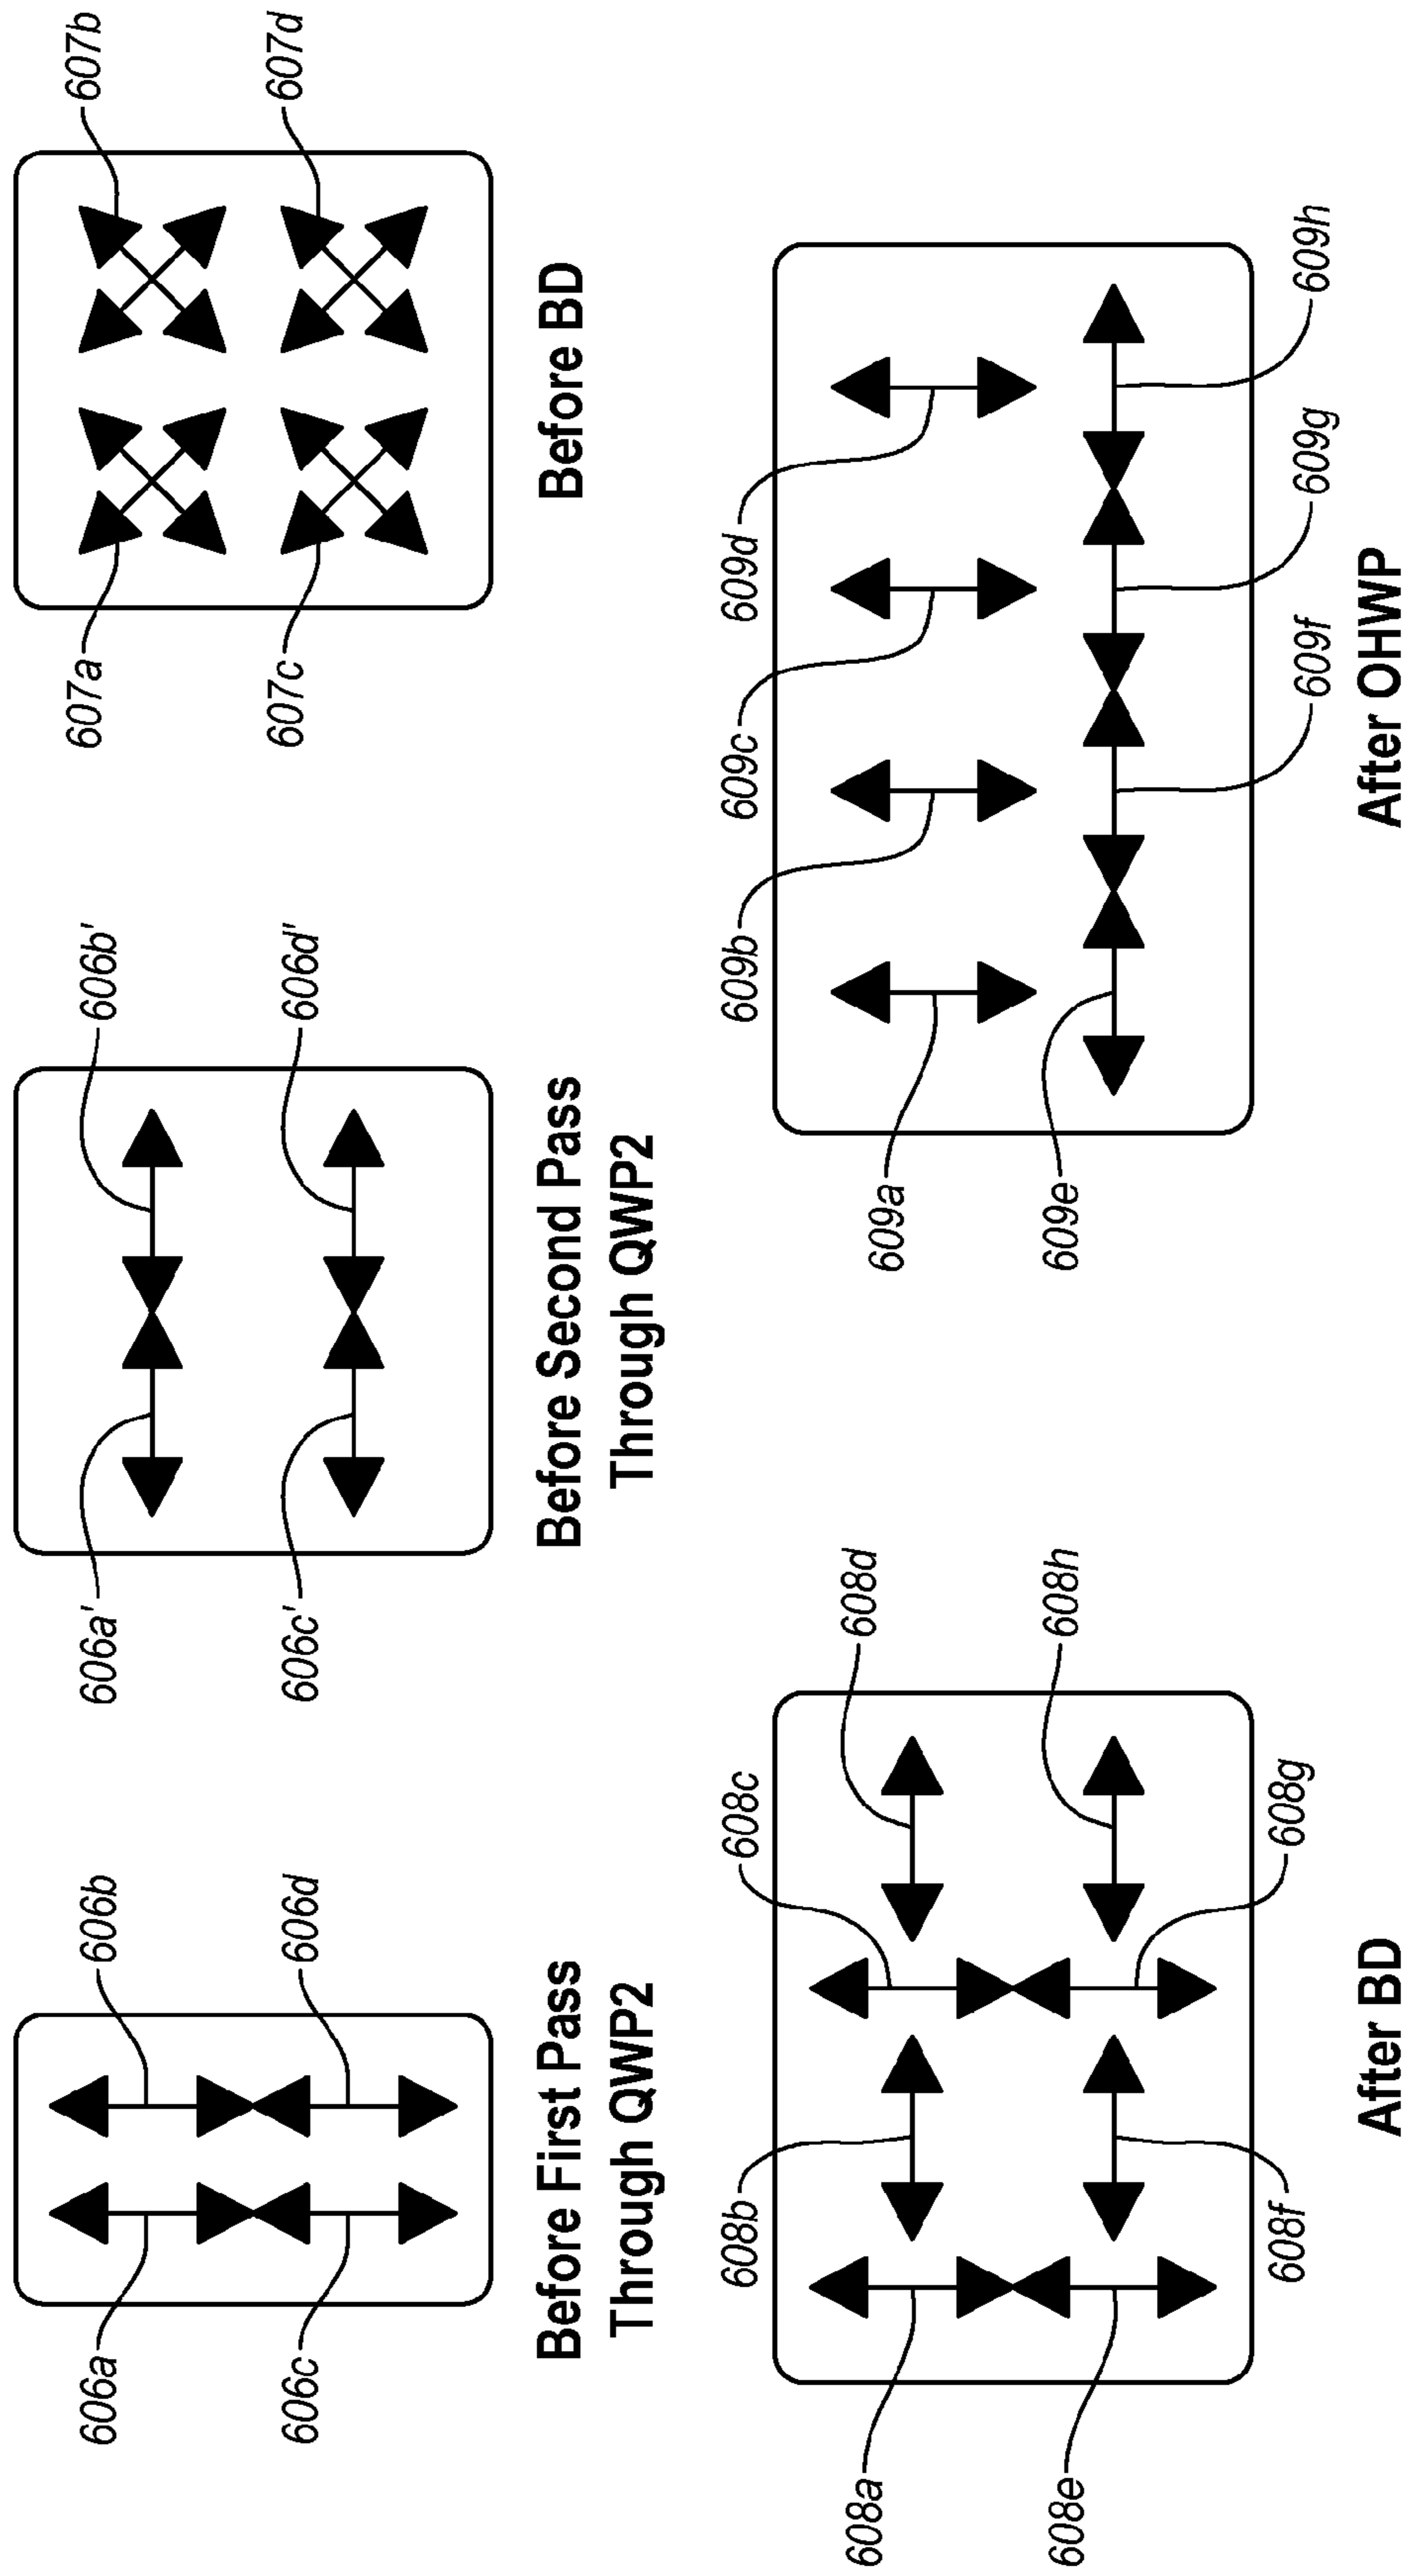 606a
606b
606c
606d
Before First Pass
Through QWP2
606a'
606b'
606c'
606d'
Before Second Pass
Through QWP2
607a
607b
607c
607d
Before BD
608a
608b
608c
608d
608e
608f
608g
608h
After BD
609a
609b
609c
609d
609e
609f
609g
609h
After OHWP